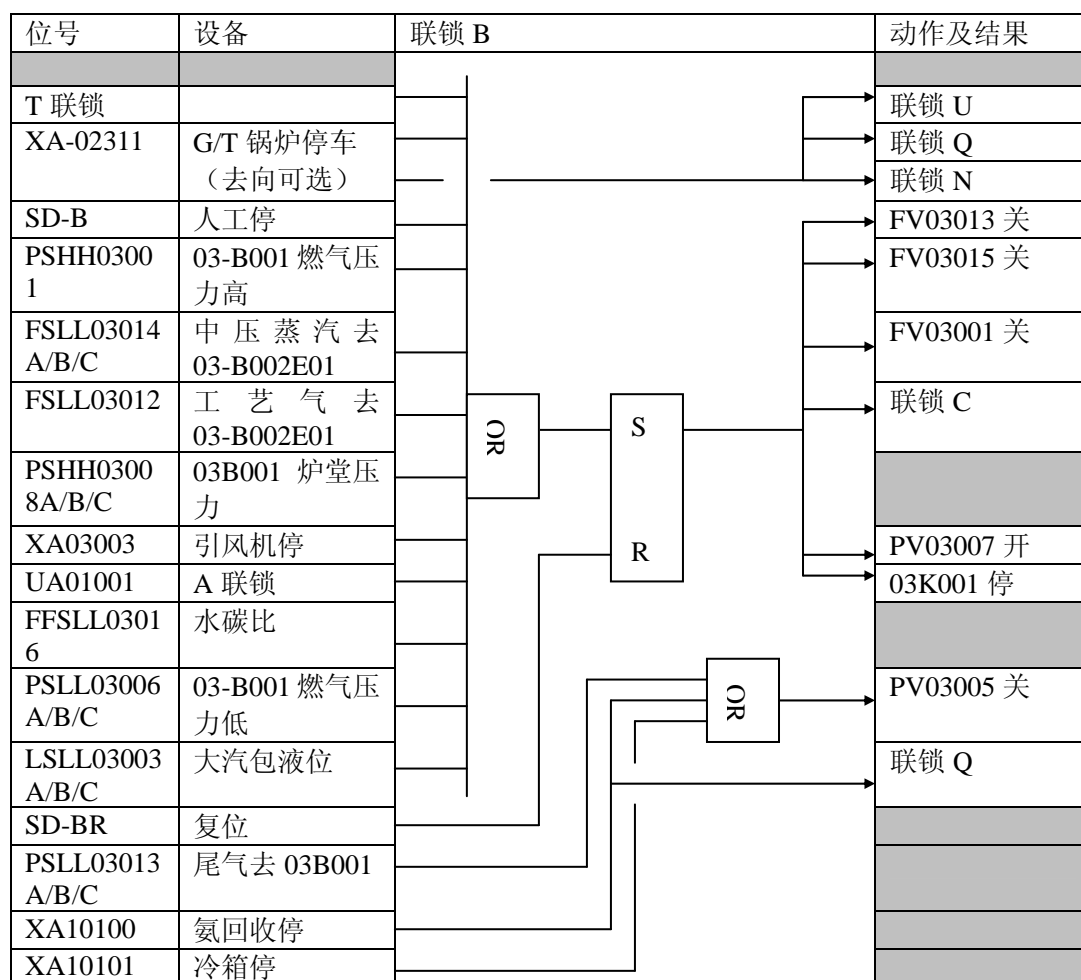 位号 设备 联锁 B 动作及结果
T 联锁 联锁 U
XA-02311 G/T 锅炉停车 联锁 Q
（去向可选） 联锁 N
SD-B 人工停 FV03013 关
PSHH0300 03-B001 燃气压 FV03015 关
1 力高
FSLL03014 中压蒸汽去 FV03001 关
A/B/C 03-B002E01
FSLL03012 工艺气去 联锁 C
03-B002E01
OR S
PSHH0300 03B001 炉堂压
8A/B/C 力
XA03003 引风机停 R PV03007 开
UA01001 A 联锁 03K001 停
FFSLL0301 水碳比
6
PSLL03006 03-B001 燃气压 OR PV03005 关
A/B/C 力低
LSLL03003 大汽包液位 联锁 Q
A/B/C
SD-BR 复位
PSLL03013 尾气去 03B001
A/B/C
XA10100 氨回收停
XA10101 冷箱停